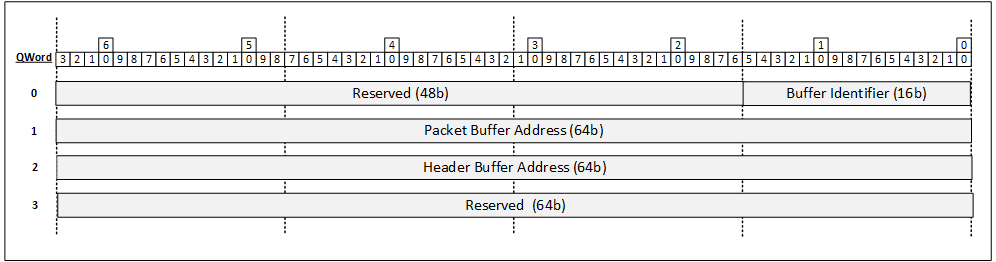 6 5 4 3 2 1 0
QWord 3 2 1 0 9 8 7 6 5 4 3 2 1 0 9 8 7 6 5 4 3 2 1 0 9 8 7 6 5 4 3 2 1 0 9 8 7 6 5 4 3 2 1 0 9 8 7 6 5 4 3 2 1 0 9 8 7 6 5 4 3 2 1 0
0 Reserved (48b) Buffer Identifier (16b)
1 Packet Buffer Address (64b)
2 Header Buffer Address (64b)
3 Reserved (64b)